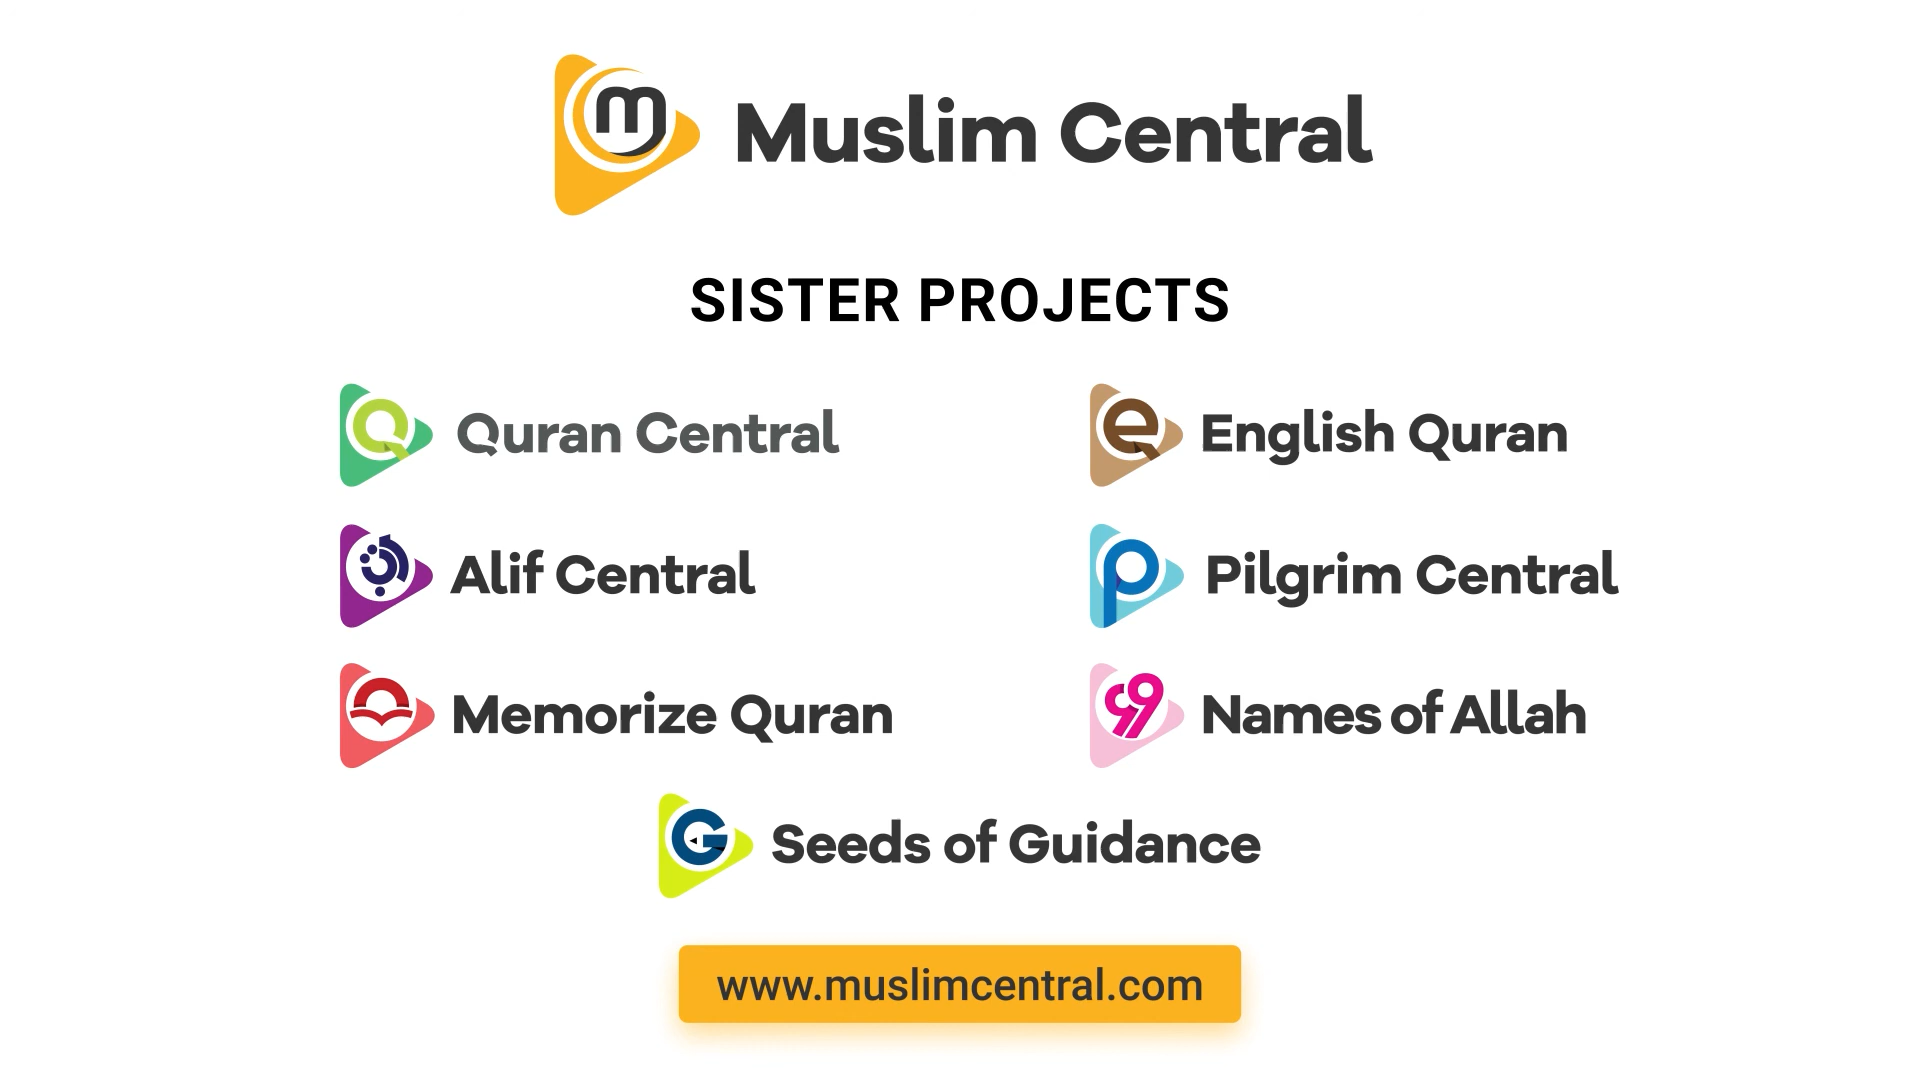 m Muslim Central
SISTER PROJECTS
Q Quran Central
e English Quran
Alif Central
p Pilgrim Central
Memorize Quran
99 Names of Allah
G Seeds of Guidance
www.muslimcentral.com